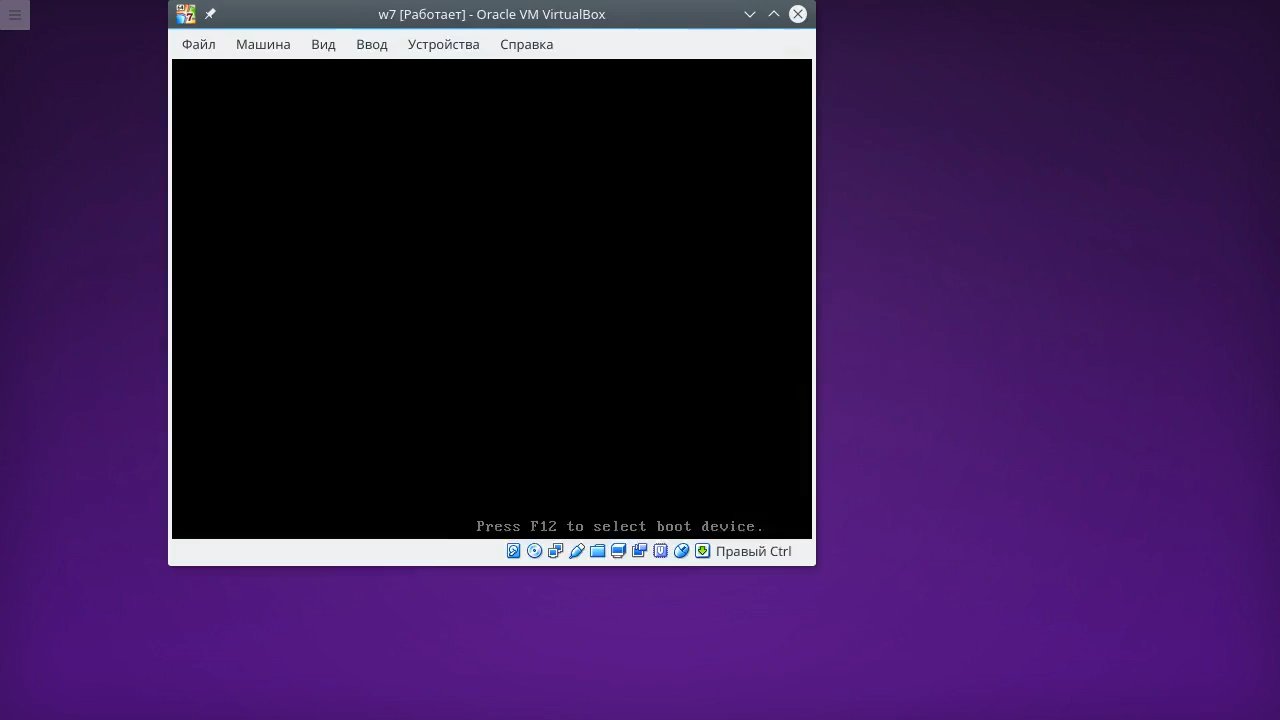 w7 [Работает] - Oracle VM VirtualBox
Файл Машина Вид Ввод Устройства Справка
Press F12 to select boot device.
Правый Ctrl